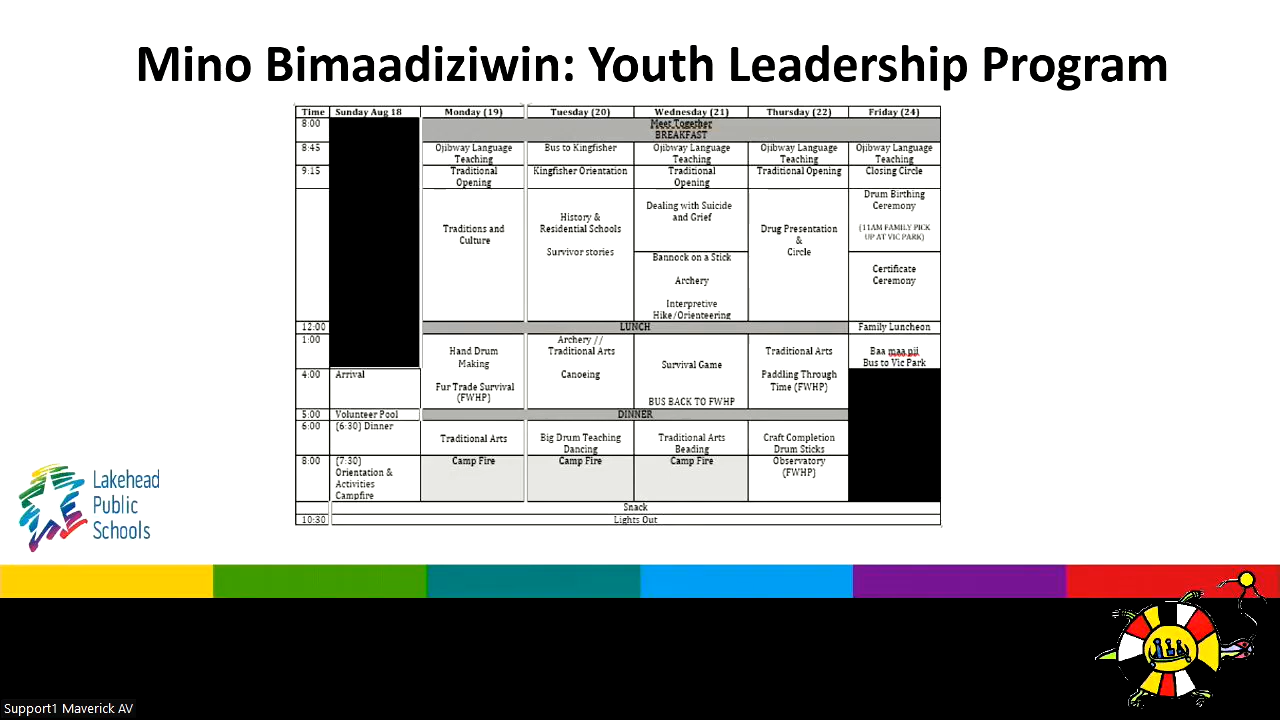 Mino Bimaadiziwin: Youth Leadership Program
Time Sunday Aug 18 Monday (19) Tuesday (20) Wednesday (21) Thursday (22) Friday (24)
8:00 Meet Together
BREAKFAST
8:45 Ojibway Language Teaching Bus to Kingfisher Ojibway Language Teaching Ojibway Language Teaching Ojibway Language Teaching
9:15 Traditional Opening Kingfisher Orientation Traditional Opening Traditional Opening Closing Circle
Traditions and
Culture
History &
Residential Schools
Survivor stories
Dealing with Suicide
and Grief
Bannock on a Stick
Archery
Interpretive
Hike/Orienteering
Drug Presentation
&
Circle
Drum Birthing
Ceremony
(11AM FAMILY PICK
UP AT VIC PARK)
Certificate
Ceremony
12:00 LUNCH Family Luncheon
1:00
Hand Drum
Making
Fur Trade Survival
(FWHP)
Archery //
Traditional Arts
Canoeing
Survival Game
BUS BACK TO FWHP
Traditional Arts
Paddling Through
Time (FWHP)
Baa maa pii
Bus to Vic Park
4:00 Arrival
5:00 Volunteer Pool DINNER
6:00 (6:30) Dinner
Traditional Arts
Big Drum Teaching
Dancing
Traditional Arts
Beading
Craft Completion
Drum Sticks
8:00 (7:30)
Orientation &
Activities
Campfire
Camp Fire Camp Fire Camp Fire
Observatory
(FWHP)
Snack
10:30 Lights Out
Lakehead
Public
Schools
Support1 Maverick AV